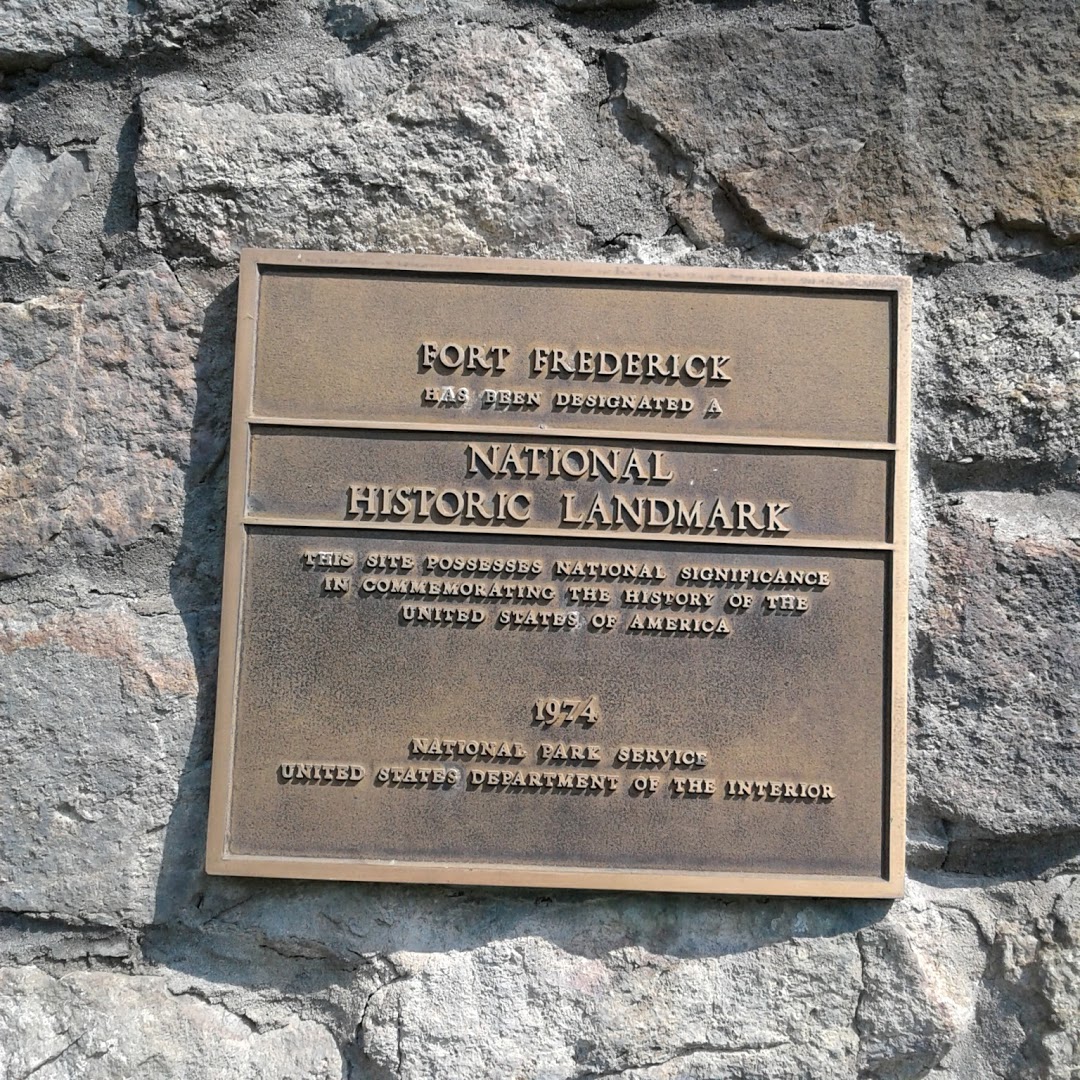 FORT FREDERICK
HAS BEEN DESIGNATED A
NATIONAL
HISTORIC LANDMARK
THIS SITE POSSESSES NATIONAL SIGNIFICANCE
IN COMMEMORATING THE HISTORY OF THE
UNITED STATES OF AMERICA
1974
NATIONAL PARK SERVICE
UNITED STATES DEPARTMENT OF THE INTERIOR